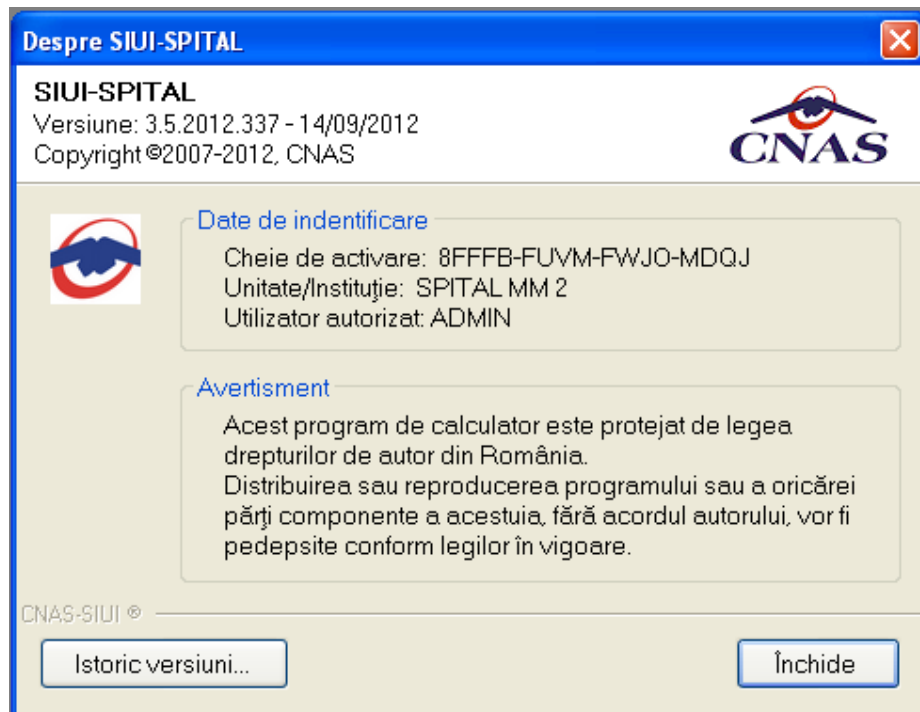 Despre SIUI-SPITAL
SIUI-SPITAL
Versiune: 3.5.2012.337 - 14/09/2012
Copyright ©2007-2012, CNAS
CNAS
Date de indentificare
Cheie de activare: 8FFFB-FUVM-FWJO-MDQJ
Unitate/Instituţie: SPITAL MM 2
Utilizator autorizat: ADMIN
Avertisment
Acest program de calculator este protejat de legea
drepturilor de autor din România.
Distribuirea sau reproducerea programului sau a oricărei
părţi componente a acestuia, fără acordul autorului, vor fi
pedepsite conform legilor în vigoare.
CNAS-SIUI ®
Istoric versiuni...
Închide